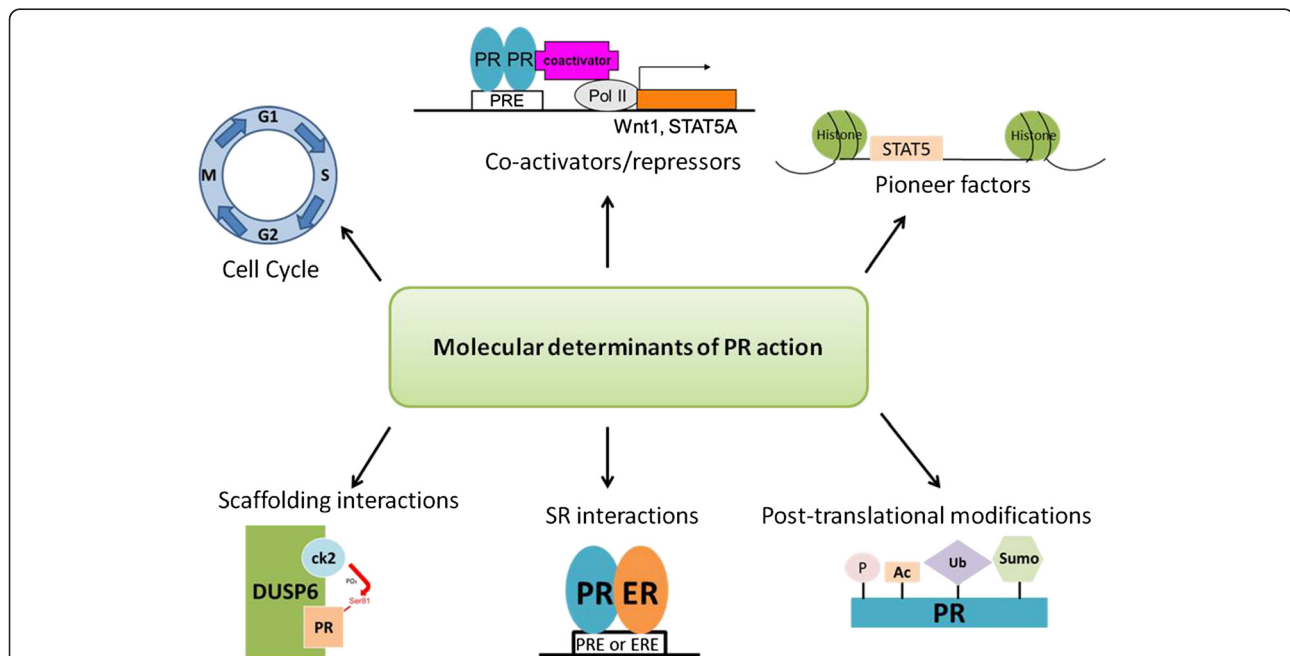 PR PR coactivator
PRE
Pol II
Wnt1, STAT5A
Co-activators/repressors
G1
M
S
G2
Cell Cycle
Histone
STAT5
Histone
Pioneer factors
Molecular determinants of PR action
Scaffolding interactions
ck2
DUSP6
PO₄
Ser81
PR
SR interactions
PR ER
PRE or ERE
Post-translational modifications
P
Ac
Ub
Sumo
PR